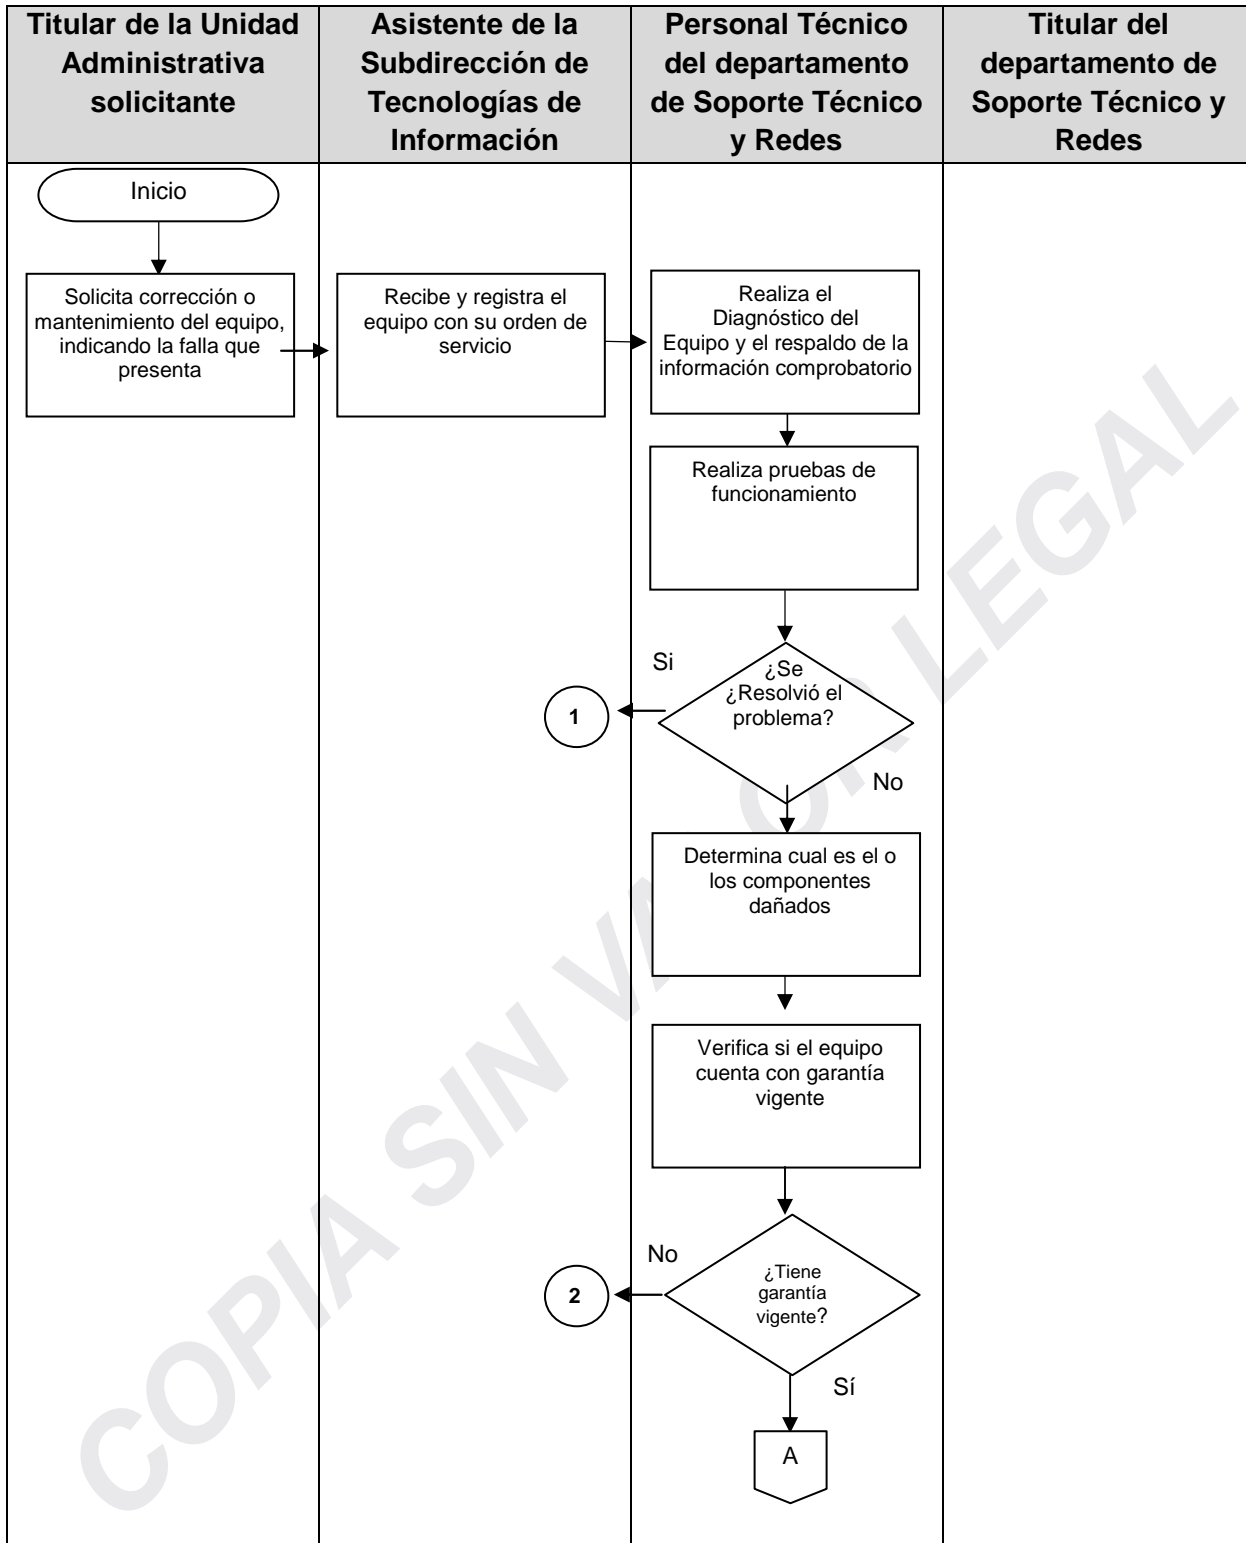 Titular de la Unidad
Administrativa
solicitante
Asistente de la
Subdirección de
Tecnologías de
Información
Personal Técnico
del departamento
de Soporte Técnico
y Redes
Titular del
departamento de
Soporte Técnico y
Redes
Inicio
Solicita corrección o
mantenimiento del equipo,
indicando la falla que
presenta
Recibe y registra el
equipo con su orden de
servicio
Realiza el
Diagnóstico del
Equipo y el respaldo de la
información comprobatorio
Realiza pruebas de
funcionamiento
Si
¿Se
¿Resolvió el
problema?
1
No
Determina cual es el o
los componentes
dañados
Verifica si el equipo
cuenta con garantía
vigente
No
¿Tiene
garantía
vigente?
2
Sí
A
COPIA SIN VALOR LEGAL